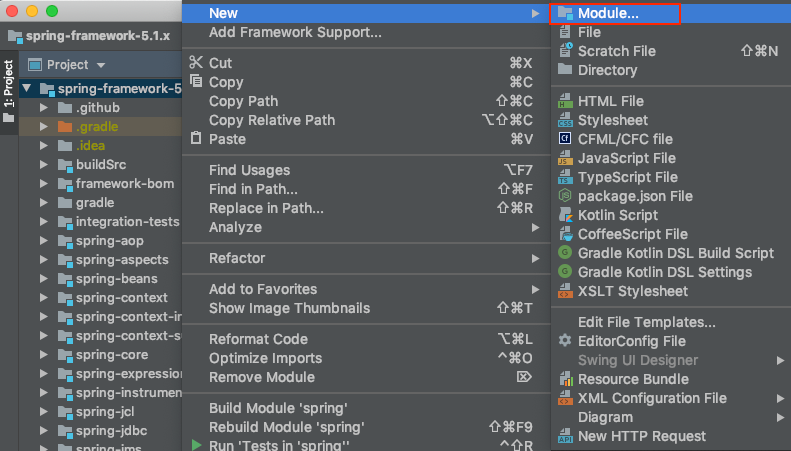 spring-framework-5.1.x
1: Project
Project
spring-framework-5
.github
.gradle
.idea
buildSrc
framework-bom
gradle
integration-tests
spring-aop
spring-aspects
spring-beans
spring-context
spring-context-in
spring-context-s
spring-core
spring-expression
spring-instrumen
spring-jcl
spring-jdbc
spring-jms
New
Add Framework Support...
Cut ⌘X
Copy ⌘C
Copy Path ⇧⌘C
Copy Relative Path ⌥⇧⌘C
Paste ⌘V
Find Usages ⌥F7
Find in Path... ⇧⌘F
Replace in Path... ⇧⌘R
Analyze
Refactor
Add to Favorites
Show Image Thumbnails ⇧⌘T
Reformat Code ⌥⌘L
Optimize Imports ^⌘O
Remove Module ⌦
Build Module 'spring'
Rebuild Module 'spring' ⇧⌘F9
Run 'Tests in 'spring'' ^⇧R
Module...
File
Scratch File ⇧⌘N
Directory
HTML File
Stylesheet
CFML/CFC file
JavaScript File
TypeScript File
package.json File
Kotlin Script
CoffeeScript File
Gradle Kotlin DSL Build Script
Gradle Kotlin DSL Settings
XSLT Stylesheet
Edit File Templates...
EditorConfig File
Swing UI Designer
Resource Bundle
XML Configuration File
Diagram
New HTTP Request